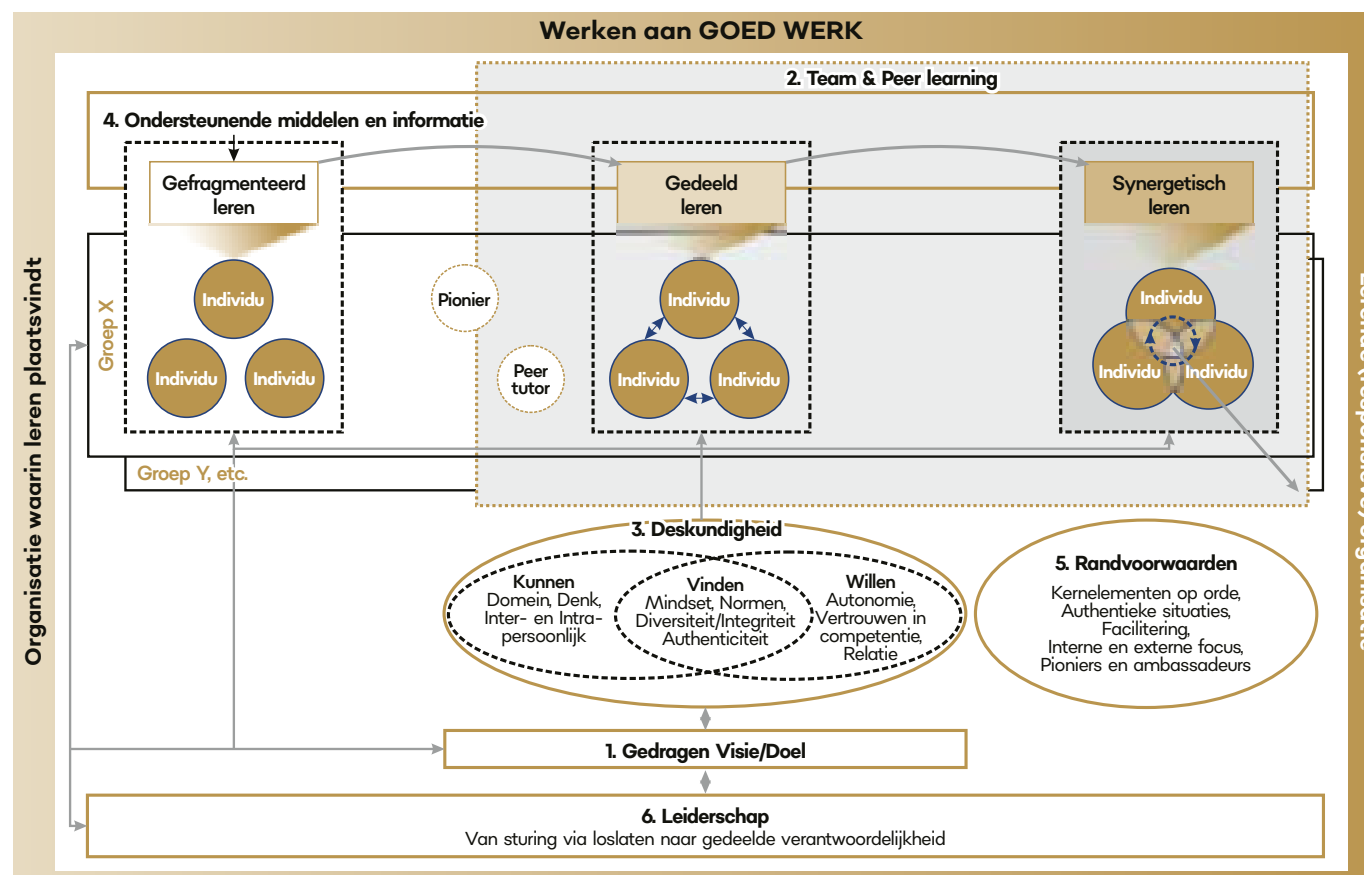 Werken aan GOED WERK
2. Team & Peer learning
4. Ondersteunende middelen en informatie
Gefragmenteerd
leren
Gedeeld
leren
Synergetisch
leren
Organisatie waarin leren plaatsvindt
Groep X
Individu
Individu
Individu
Pionier
Peer
tutor
Individu
Individu
Individu
Individu
Individu
Individu
Groep Y, etc.
3. Deskundigheid
Kunnen
Domein, Denk,
Inter- en Intra-
persoonlijk
Vinden
Mindset, Normen,
Diversiteit/Integriteit
Authenticiteit
Willen
Autonomie,
Vertrouwen in
competentie,
Relatie
5. Randvoorwaarden
Kernelementen op orde,
Authentieke situaties,
Facilitering,
Interne en externe focus,
Pioniers en ambassadeurs
1. Gedragen Visie/Doel
6. Leiderschap
Van sturing via loslaten naar gedeelde verantwoordelijkheid